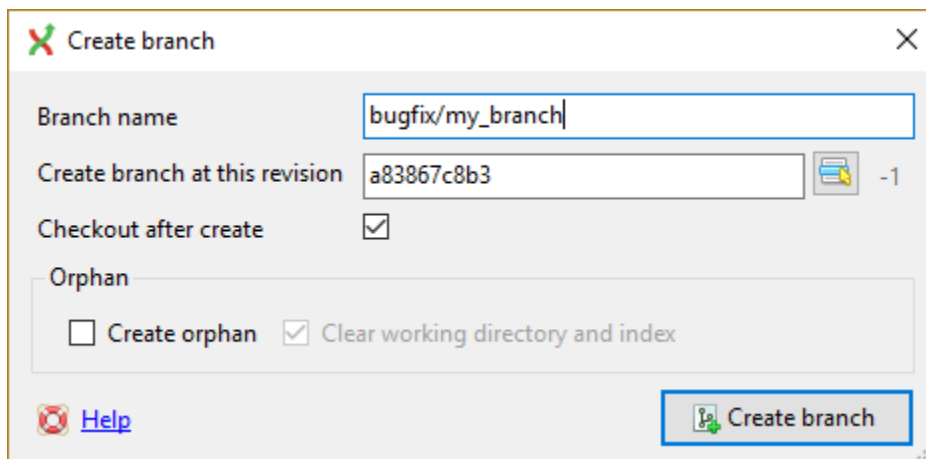 Create branch
Branch name bugfix/my_branch
Create branch at this revision a83867c8b3 -1
Checkout after create
Orphan
Create orphan Clear working directory and index
Help Create branch